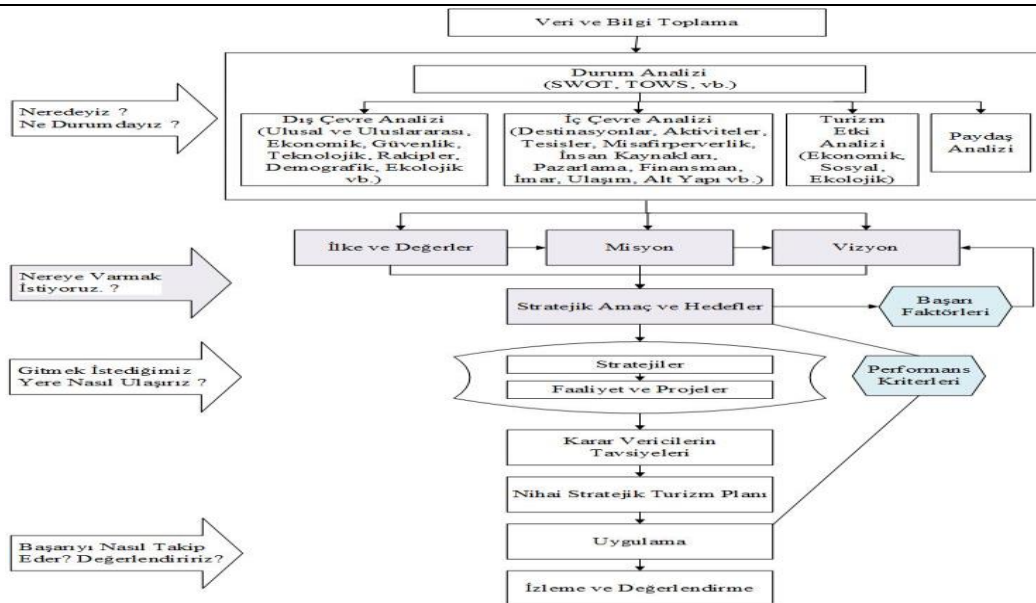 Veri ve Bilgi Toplama
Neredeyiz ?
Ne Durumdayız ?
Durum Analizi
(SWOT, TOWS, vb.)
Dış Çevre Analizi
(Ulusal ve Uluslararası,
Ekonomik, Güvenlik,
Teknolojik, Rakipler,
Demografik, Ekolojik
vb.)
İç Çevre Analizi
(Destinasyonlar, Aktiviteler,
Tesisler, Misafirperverlik,
İnsan Kaynakları,
Pazarlama, Finansman,
İmar, Ulaşım, Alt Yapı vb.)
Turizm
Etki
Analizi
(Ekonomik,
Sosyal,
Ekolojik)
Paydaş
Analizi
Nereye Varmak
İstiyoruz. ?
İlke ve Değerler
Misyon
Vizyon
Stratejik Amaç ve Hedefler
Başarı
Faktörleri
Gitmek İstediğimiz
Yere Nasıl Ulaşırız ?
Stratejiler
Faaliyet ve Projeler
Performans
Kriterleri
Karar Vericilerin
Tavsiyeleri
Nihai Stratejik Turizm Planı
Başarıyı Nasıl Takip
Eder? Değerlendiririz?
Uygulama
İzleme ve Değerlendirme